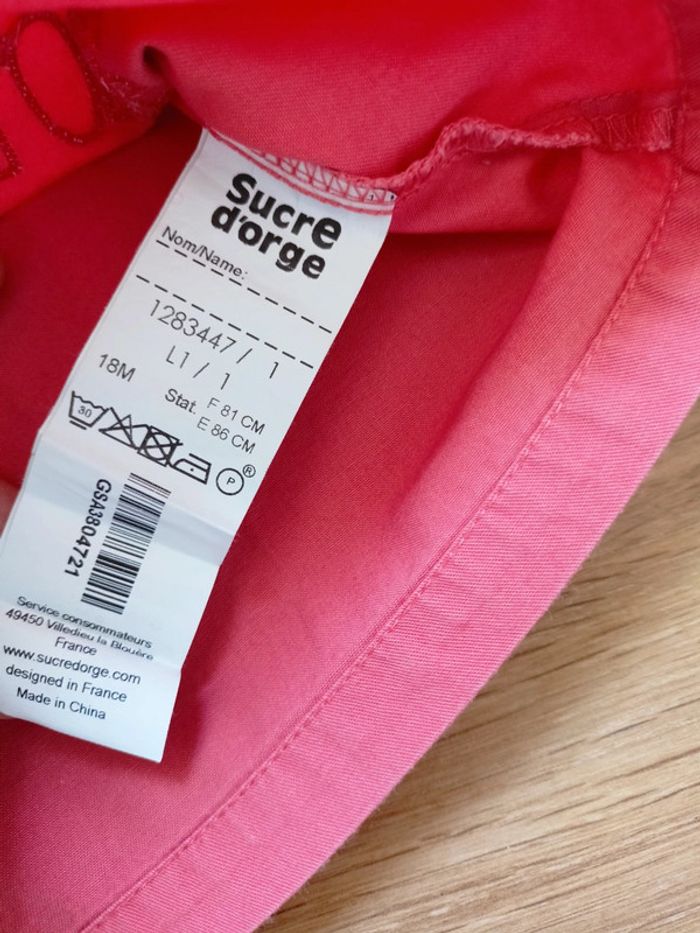 Sucre
d'orge
Nom/Name:
1283447/ 1
L1 / 1
18M
Stat. F 81 CM
E 86 CM
30
P
®
GSA3804721
Service consommateurs
49450 Villedieu la Blouère
France
www.sucredorge.com
designed in France
Made in China